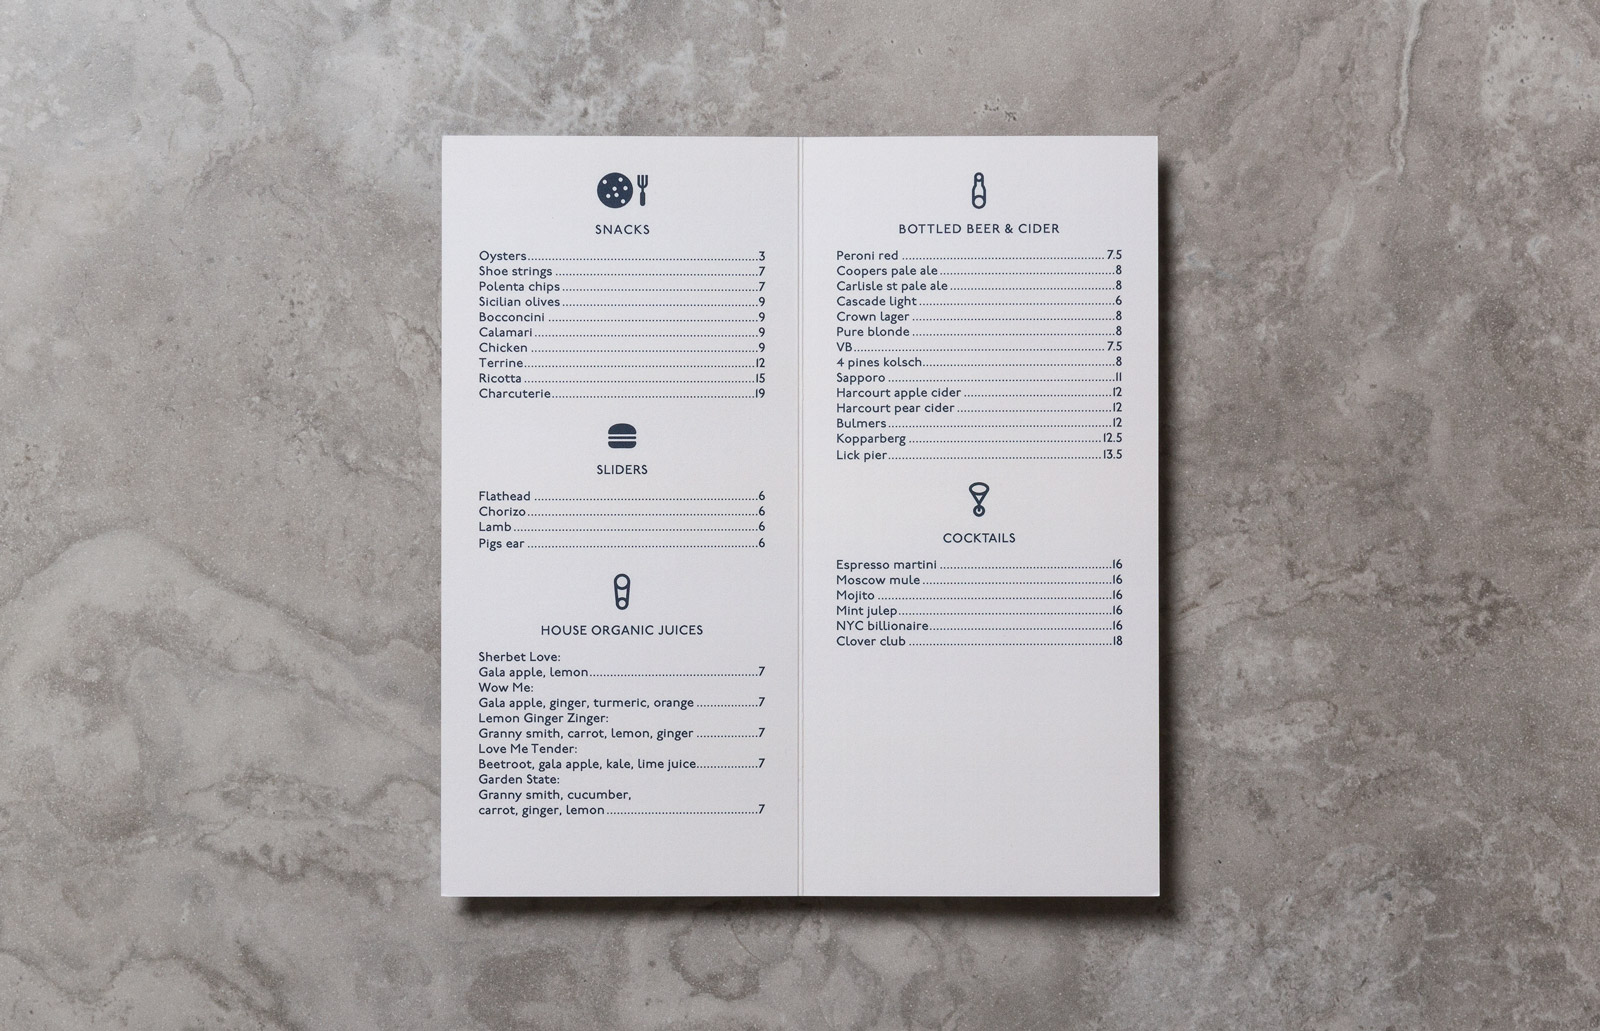 SNACKS
Oysters 3
Shoe strings 7
Polenta chips 7
Sicilian olives 9
Bocconcini 9
Calamari 9
Chicken 9
Terrine 12
Ricotta 15
Charcuterie 19
SLIDERS
Flathead 6
Chorizo 6
Lamb 6
Pigs ear 6
HOUSE ORGANIC JUICES
Sherbet Love:
Gala apple, lemon 7
Wow Me:
Gala apple, ginger, turmeric, orange 7
Lemon Ginger Zinger:
Granny smith, carrot, lemon, ginger 7
Love Me Tender:
Beetroot, gala apple, kale, lime juice 7
Garden State:
Granny smith, cucumber,
carrot, ginger, lemon 7
BOTTLED BEER & CIDER
Peroni red 7.5
Coopers pale ale 8
Carlisle st pale ale 8
Cascade light 6
Crown lager 8
Pure blonde 8
VB 7.5
4 pines kolsch 8
Sapporo 11
Harcourt apple cider 12
Harcourt pear cider 12
Bulmers 12
Kopparberg 12.5
Lick pier 13.5
COCKTAILS
Espresso martini 16
Moscow mule 16
Mojito 16
Mint julep 16
NYC billionaire 16
Clover club 18